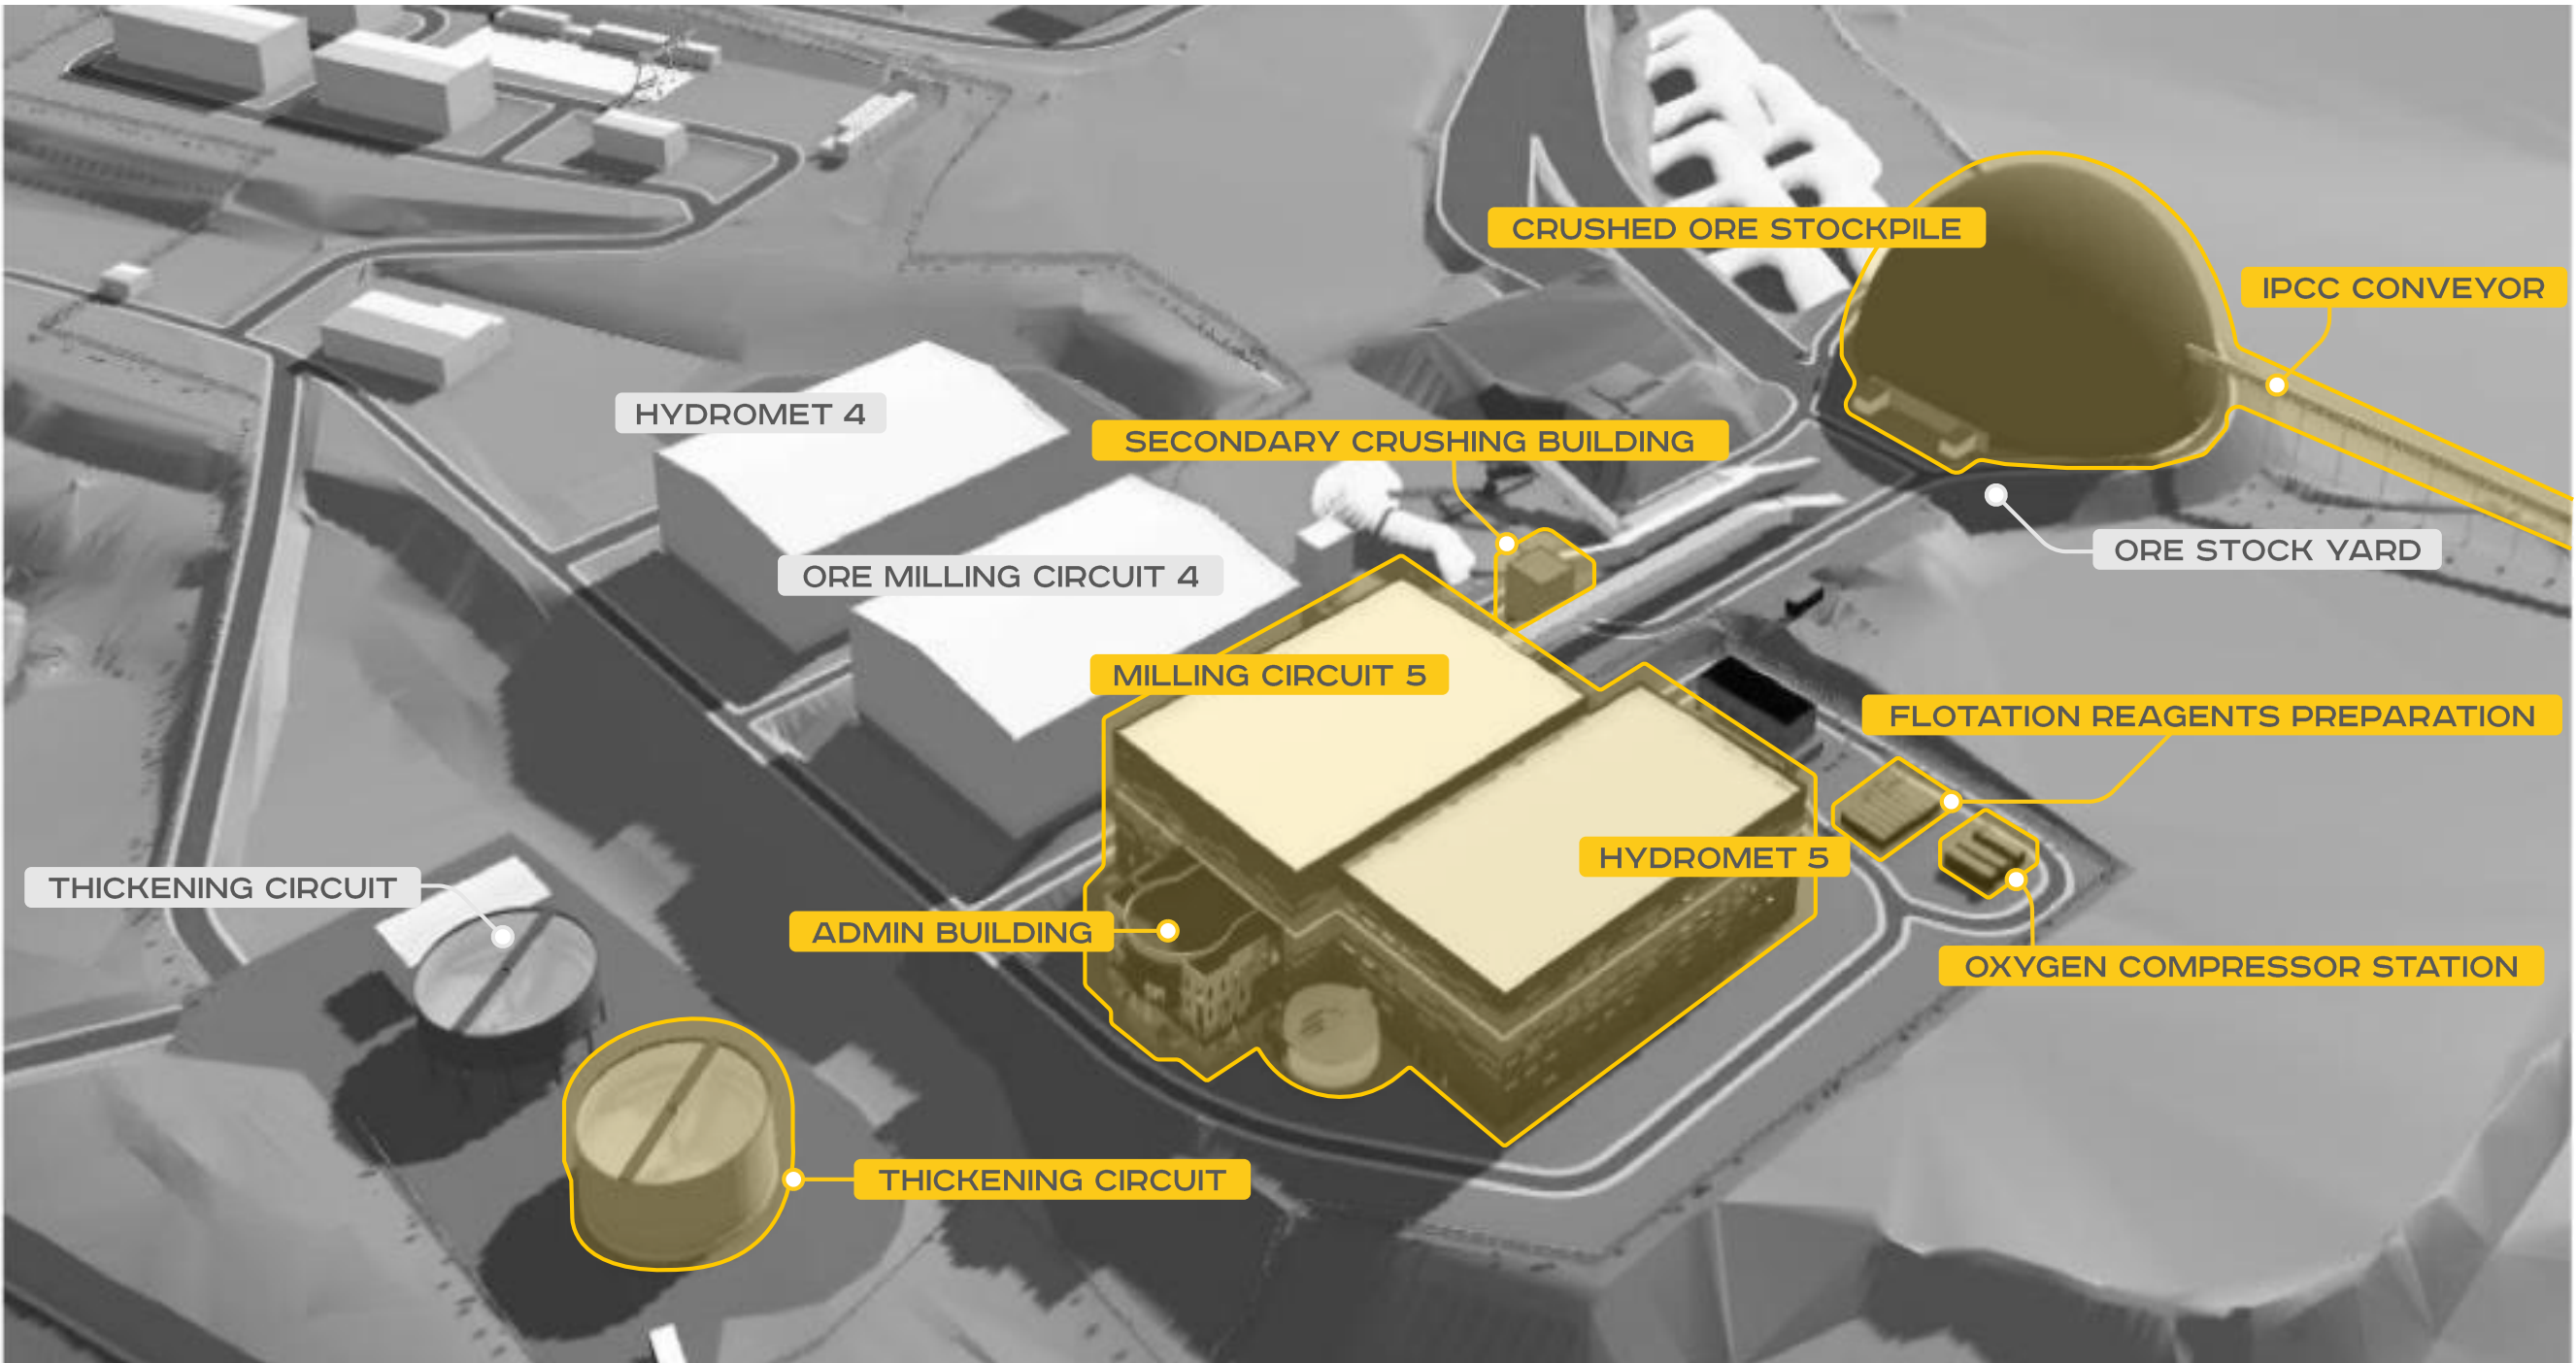 CRUSHED ORE STOCKPILE
IPCC CONVEYOR
HYDROMET 4
SECONDARY CRUSHING BUILDING
ORE STOCK YARD
ORE MILLING CIRCUIT 4
MILLING CIRCUIT 5
FLOTATION REAGENTS PREPARATION
HYDROMET 5
THICKENING CIRCUIT
ADMIN BUILDING
OXYGEN COMPRESSOR STATION
THICKENING CIRCUIT